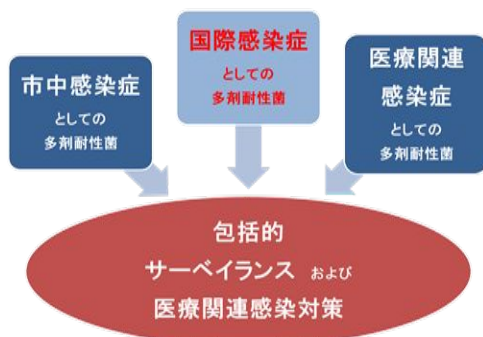 市中感染症
としての
多剤耐性菌
国際感染症
としての
多剤耐性菌
医療関連
感染症
としての
多剤耐性菌
包括的
サーベイランス および
医療関連感染対策